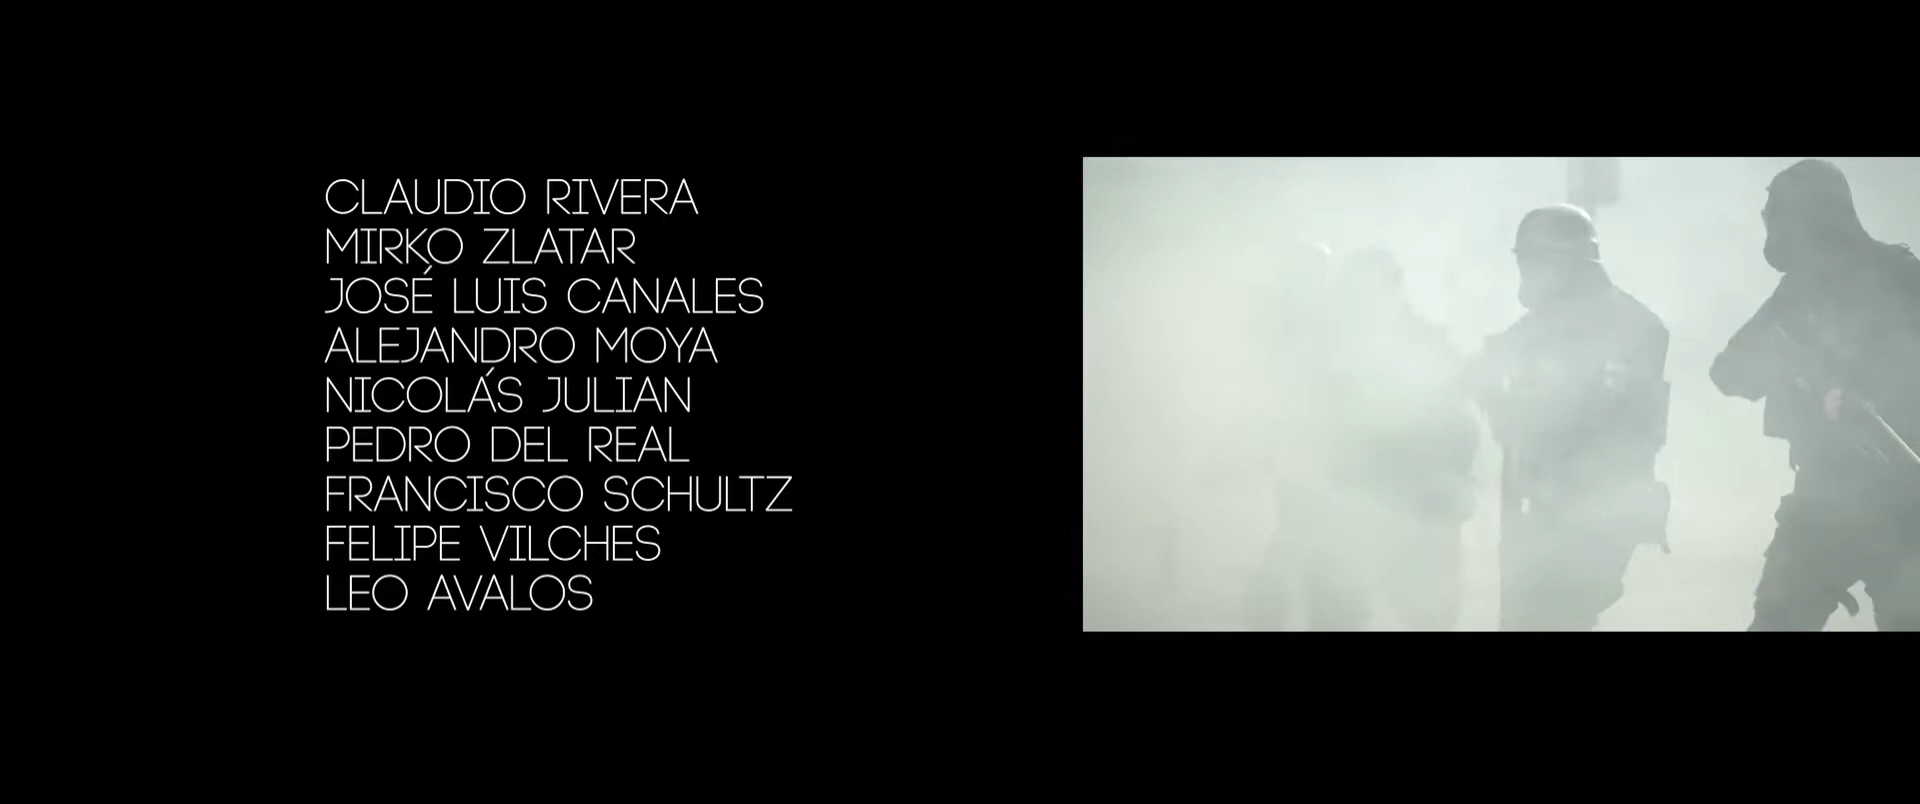 CLAUDIO RIVERA
MIRKO ZLATAR
JOSÉ LUIS CANALES
ALEJANDRO MOYA
NICOLÁS JULIAN
PEDRO DEL REAL
FRANCISCO SCHULTZ
FELIPE VILCHES
LEO AVALOS